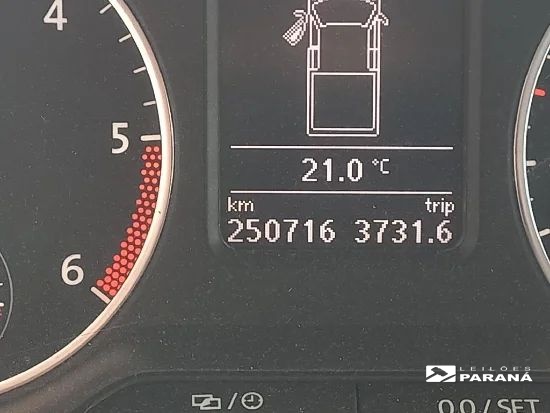 4
5
6
21.0 °C
km trip
250716 3731.6
LEILÕES
PARANÁ
0.0/SET